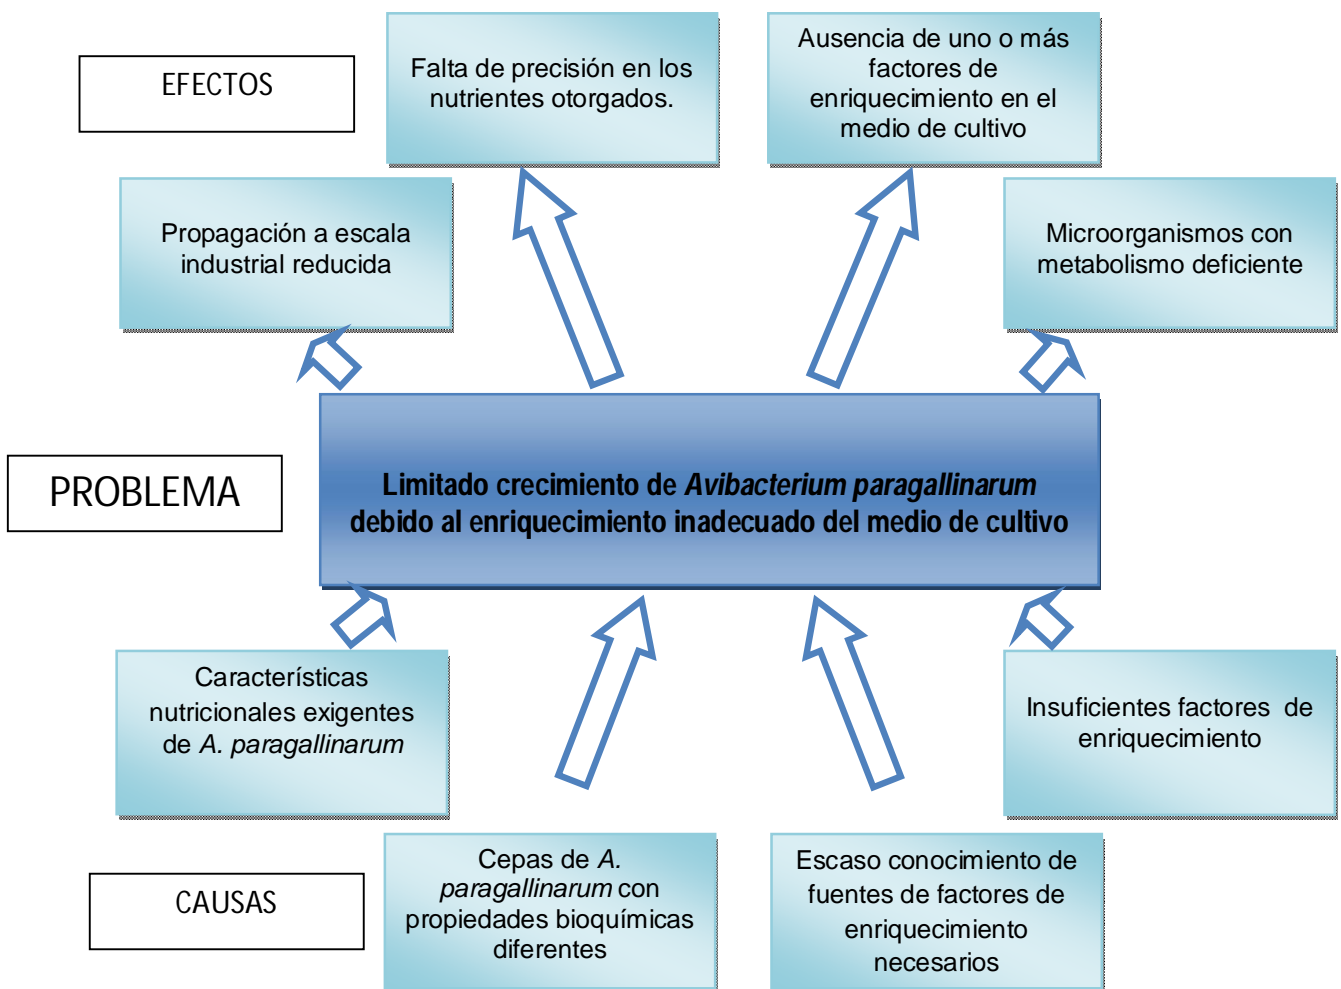 EFECTOS
Falta de precisión en los
nutrientes otorgados.
Ausencia de uno o más
factores de
enriquecimiento en el
medio de cultivo
Propagación a escala
industrial reducida
Microorganismos con
metabolismo deficiente
PROBLEMA
Limitado crecimiento de Avibacterium paragallinarum
debido al enriquecimiento inadecuado del medio de cultivo
Características
nutricionales exigentes
de A. paragallinarum
Insuficientes factores de
enriquecimiento
CAUSAS
Cepas de A.
paragallinarum con
propiedades bioquímicas
diferentes
Escaso conocimiento de
fuentes de factores de
enriquecimiento
necesarios